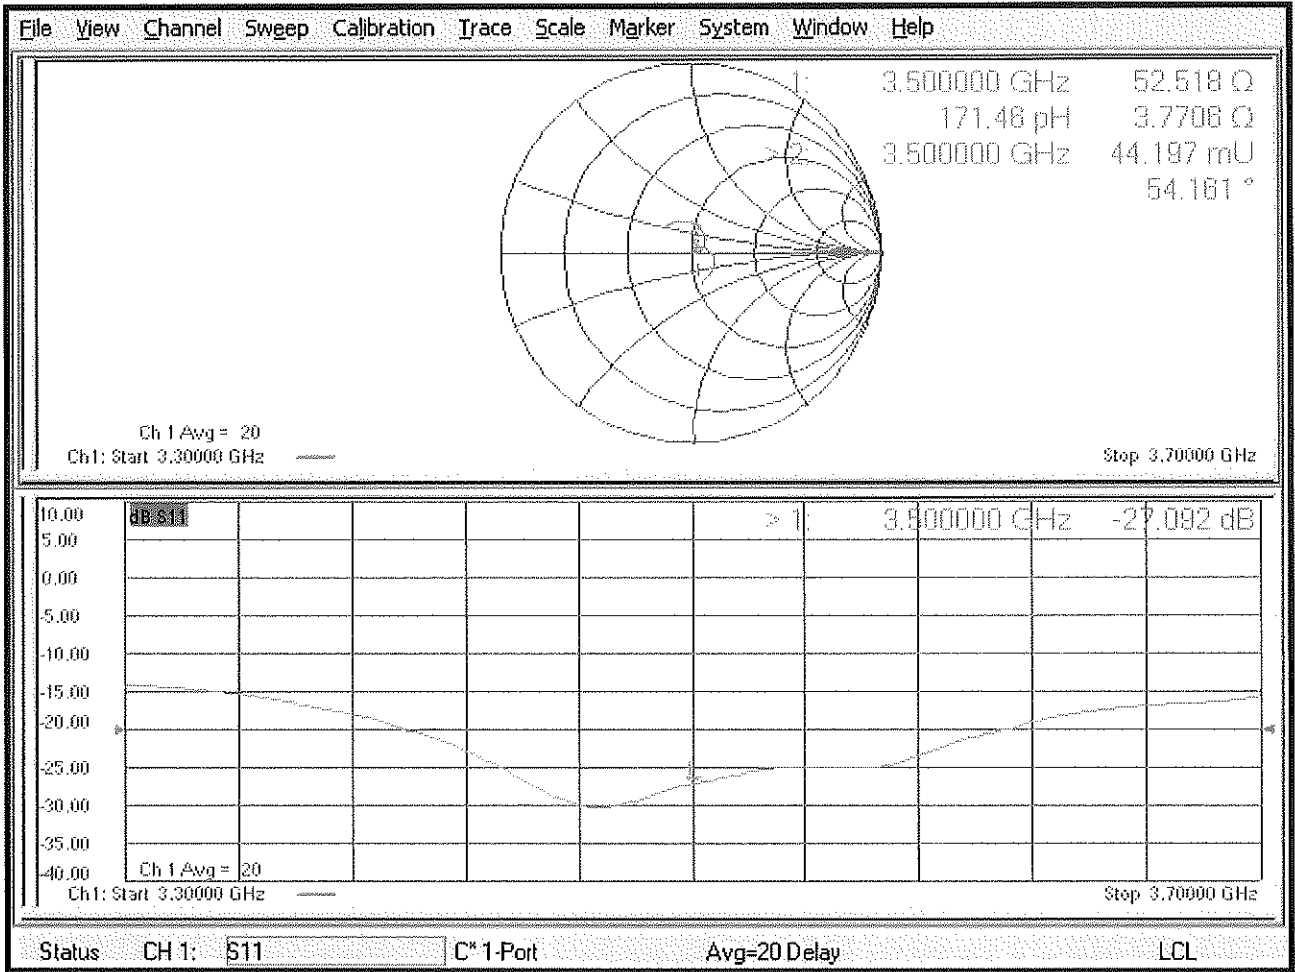 File View Channel Sweep Calibration Trace Scale Marker System Window Help
1: 3.500000 GHz 52.518 Ω
171.46 pH 3.7708 Ω
> 2: 3.500000 GHz 44.197 mU
54.161 °
Ch 1 Avg = 20
Ch1: Start 3.30000 GHz Stop 3.70000 GHz
10.00 dB S11 > 1: 3.500000 GHz -27.092 dB
5.00
0.00
-5.00
-10.00
-15.00
-20.00
-25.00
-30.00
-35.00
-40.00 Ch 1 Avg = 20
Ch1: Start 3.30000 GHz Stop 3.70000 GHz
Status CH 1: S11 C* 1-Port Avg=20 Delay LCL